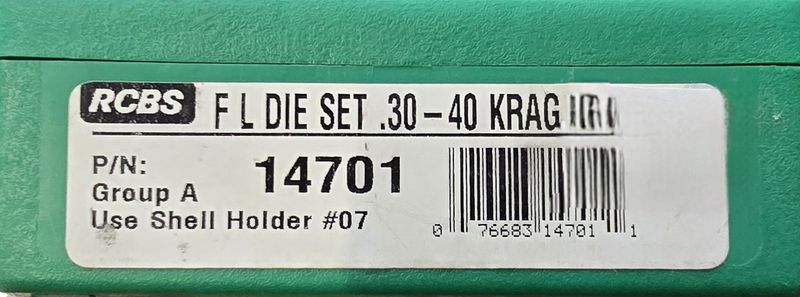 RCBS F L DIE SET .30-40 KRAG
P/N: 14701
Group A
Use Shell Holder #07
0 76683 14701 1